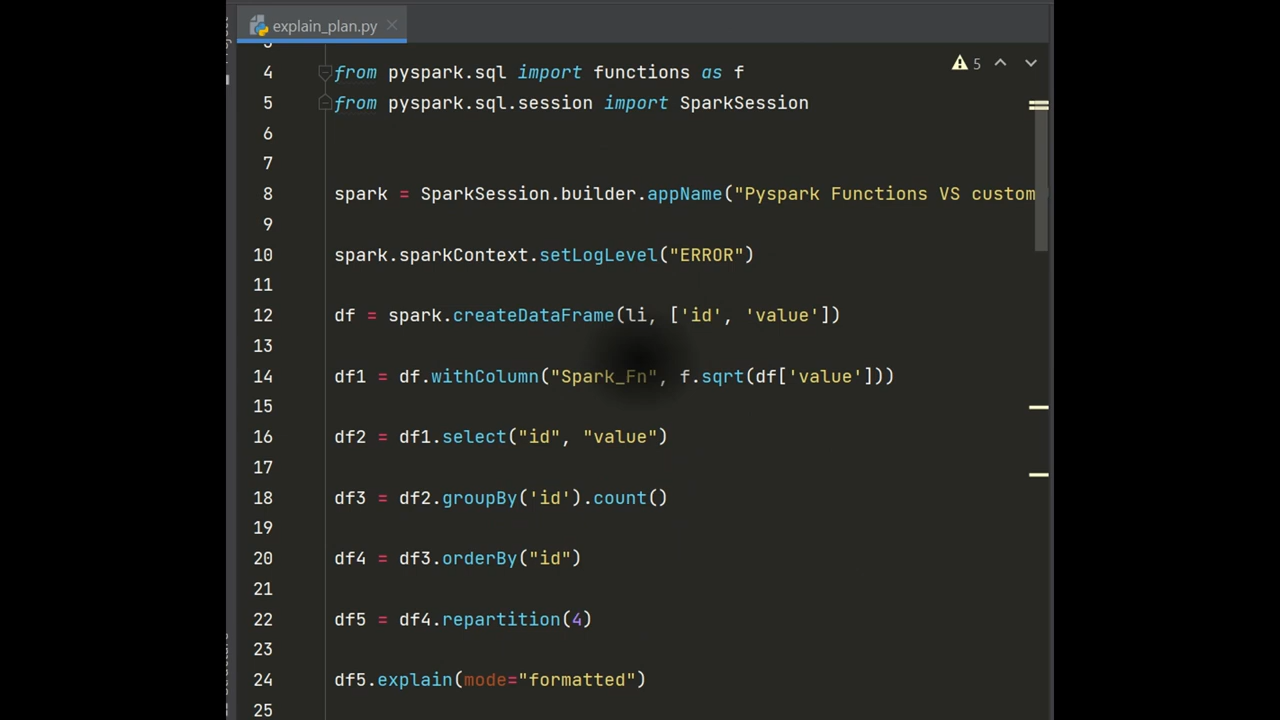 explain_plan.py
5
4 from pyspark.sql import functions as f
5 from pyspark.sql.session import SparkSession
6
7
8 spark = SparkSession.builder.appName("Pyspark Functions VS custom
9
10 spark.sparkContext.setLogLevel("ERROR")
11
12 df = spark.createDataFrame(li, ['id', 'value'])
13
14 df1 = df.withColumn("Spark_Fn", f.sqrt(df['value']))
15
16 df2 = df1.select("id", "value")
17
18 df3 = df2.groupBy('id').count()
19
20 df4 = df3.orderBy("id")
21
22 df5 = df4.repartition(4)
23
24 df5.explain(mode="formatted")
25